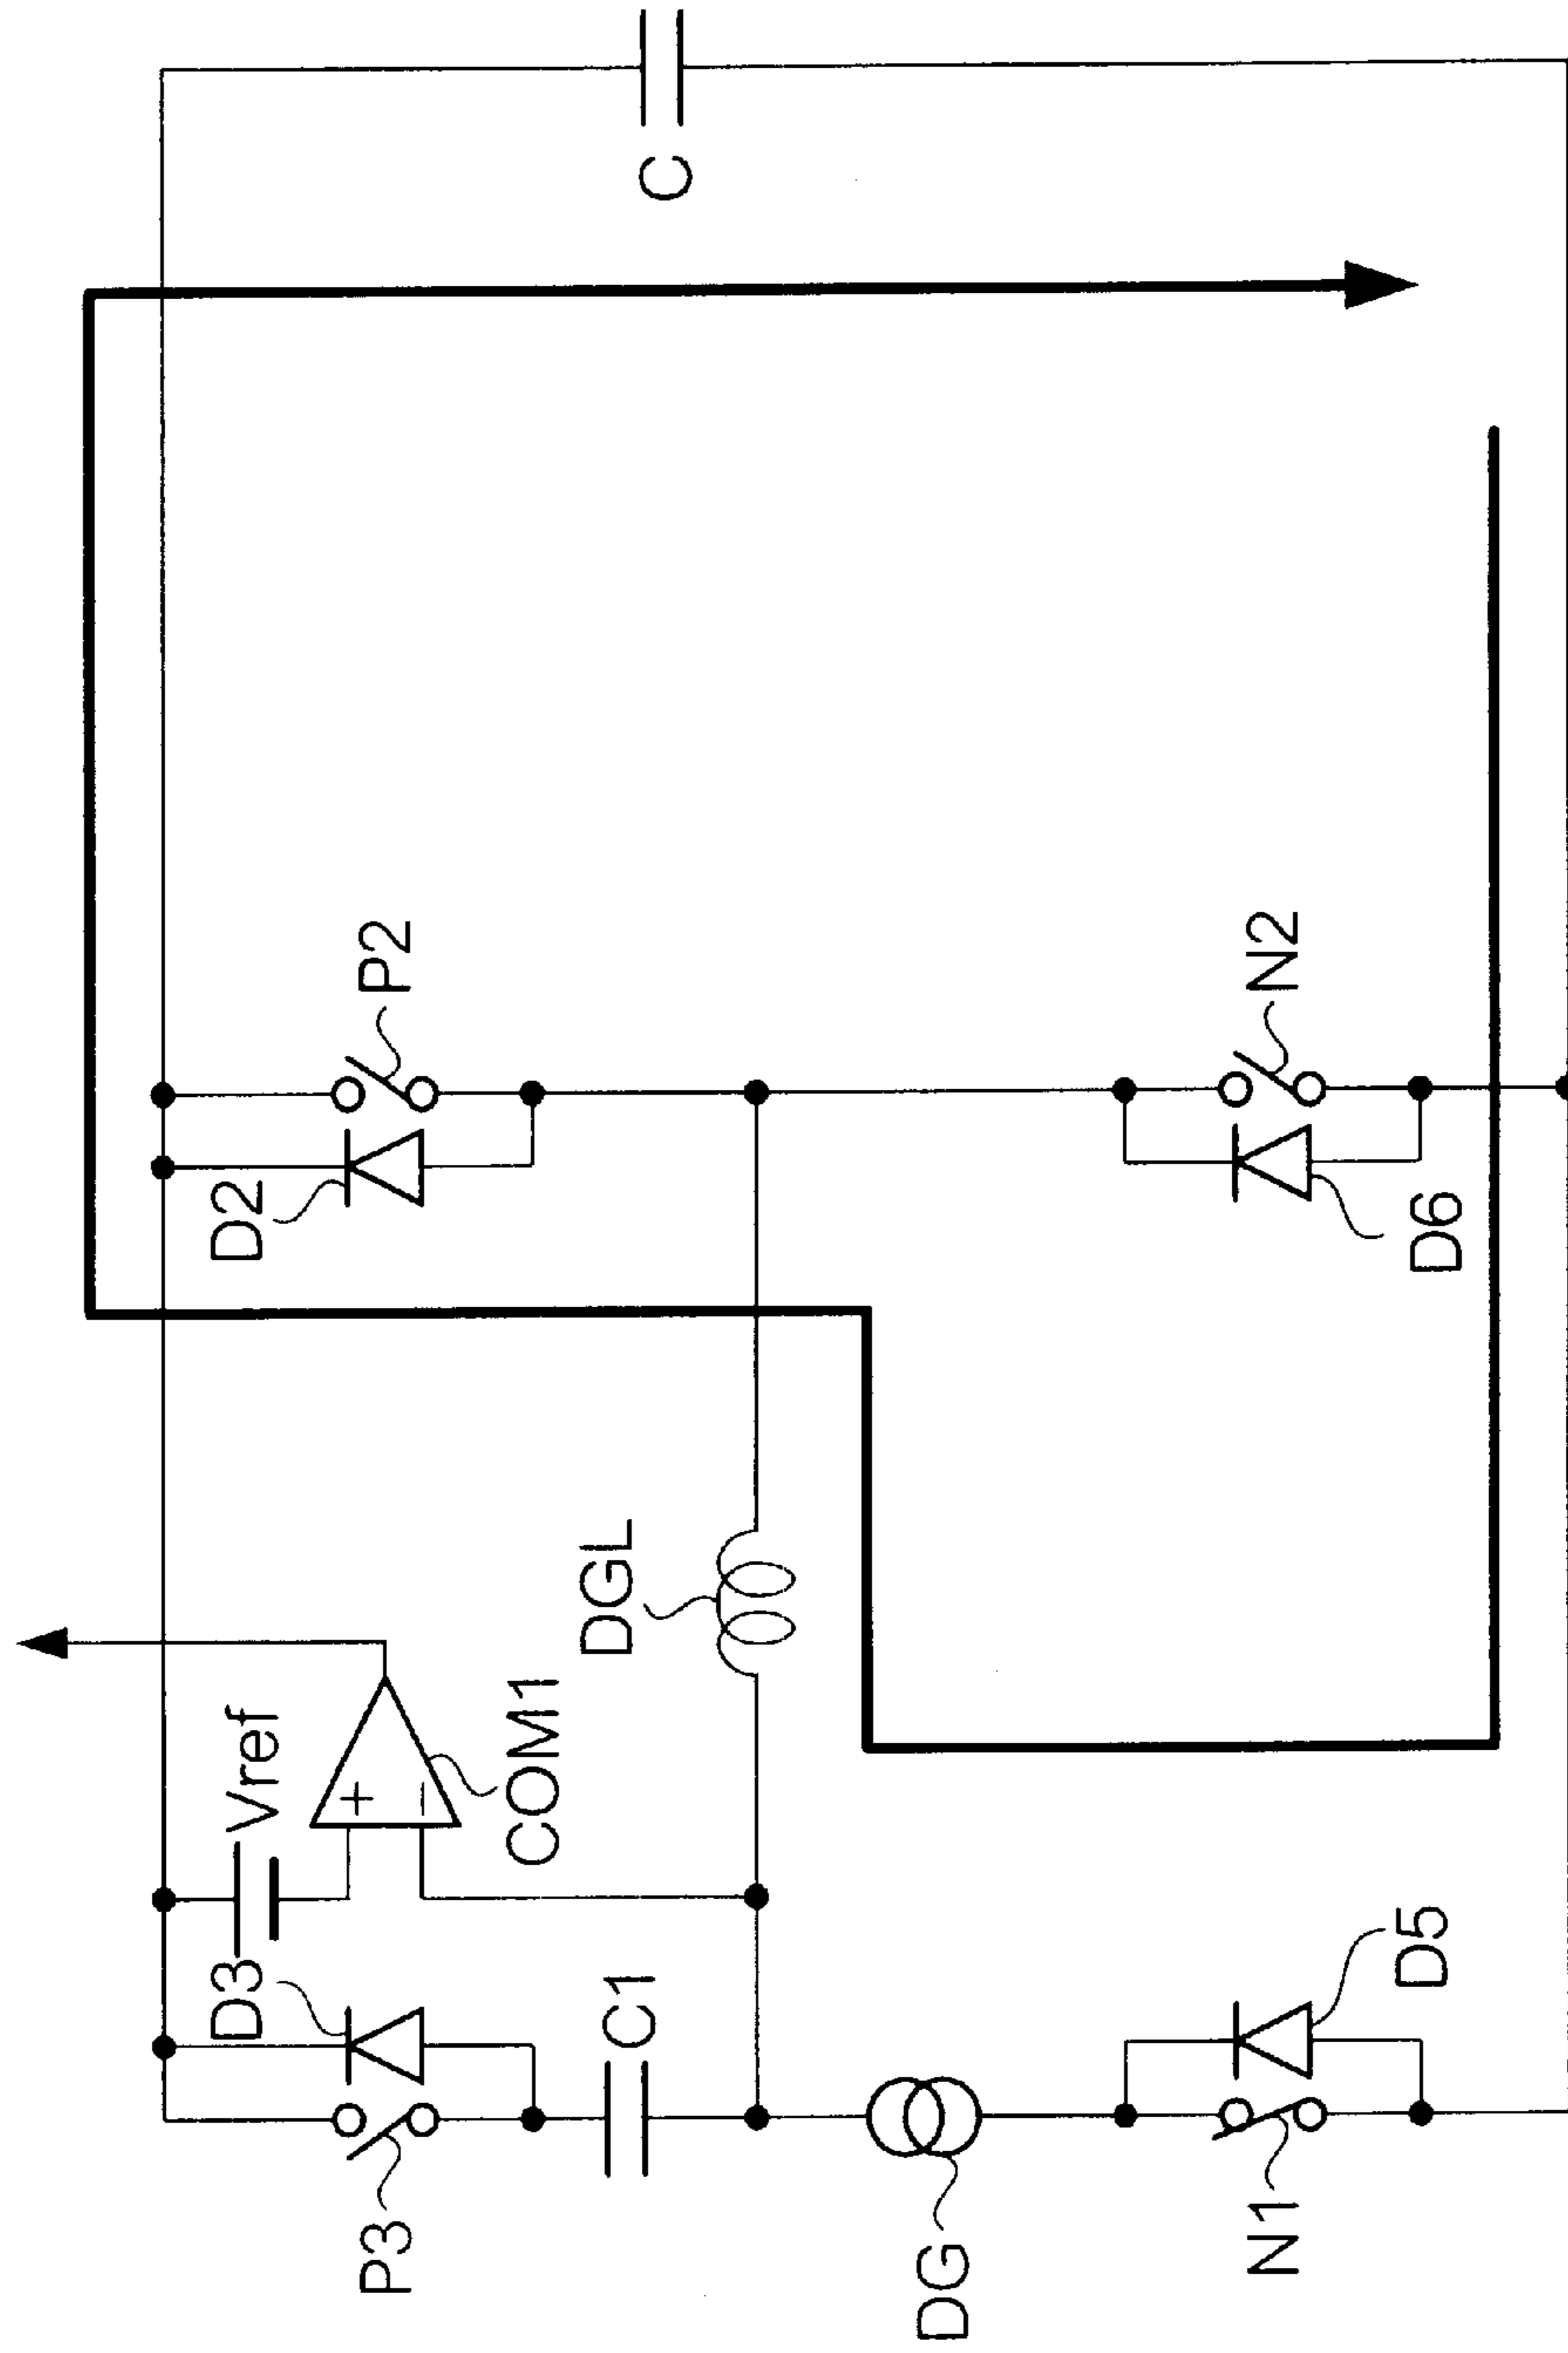 C
P2
N2
D2
D6
DGL
Vref
+
−
COM1
D3
C1
D5
P3
DG
N1